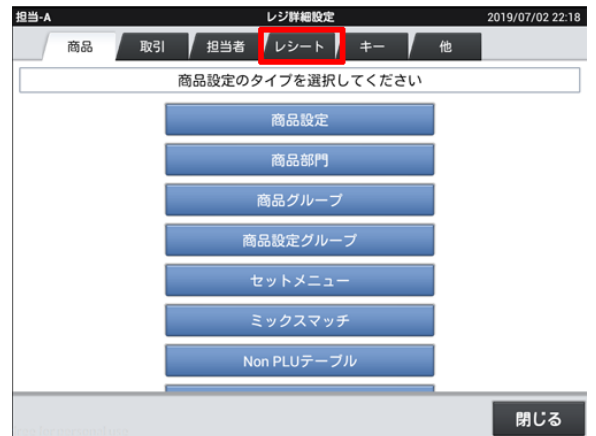 担当-A レジ詳細設定 2019/07/02 22:18
商品 取引 担当者 レシート キー 他
商品設定のタイプを選択してください
商品設定
商品部門
商品グループ
商品設定グループ
セットメニュー
ミックスマッチ
Non PLUテーブル
閉じる